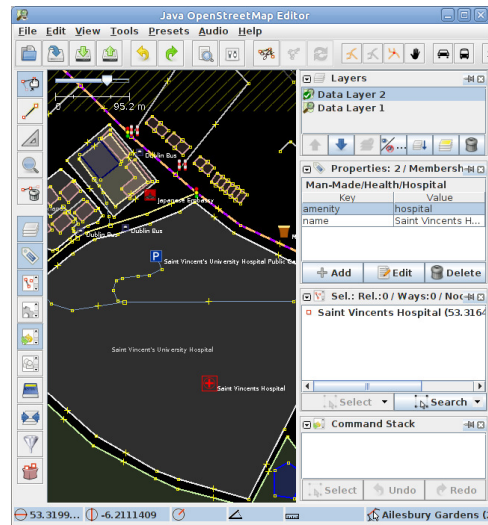 Java OpenStreetMap Editor
File Edit View Tools Presets Audio Help
0 95.2 m
Dublin Bus
Japanese Embassy
Dublin Bus
Dublin Bus
P
Saint Vincent's University Hospital Public Ca
Saint Vincent's University Hospital
Saint Vincents Hospital
Layers
Data Layer 2
Data Layer 1
Properties: 2 / Membersh
Man-Made/Health/Hospital
Key Value
amenity hospital
name Saint Vincents H...
Add Edit Delete
Sel.: Rel.:0 / Ways:0 / Noc
Saint Vincents Hospital (53.3164
Select Search
Command Stack
Select Undo Redo
53.3199... -6.2111409 Ailesbury Gardens (